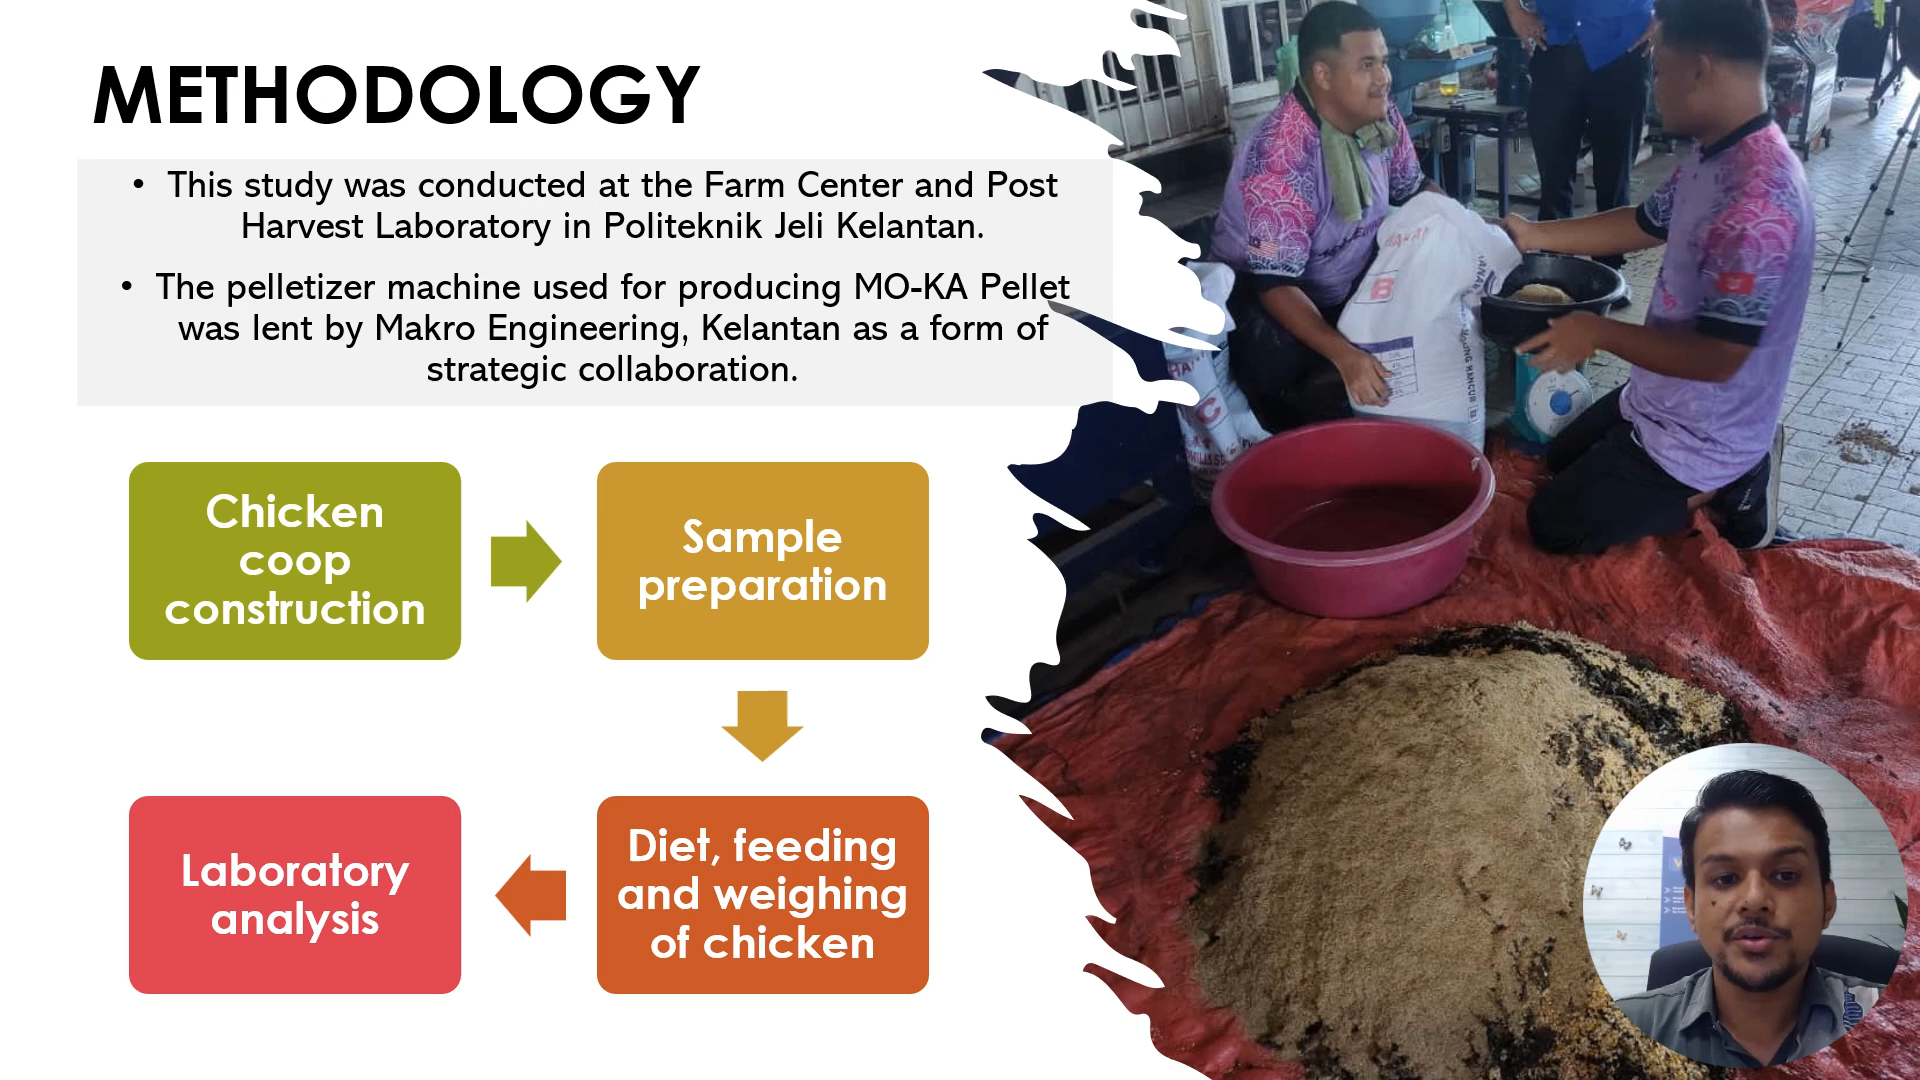 METHODOLOGY
• This study was conducted at the Farm Center and Post
Harvest Laboratory in Politeknik Jeli Kelantan.
• The pelletizer machine used for producing MO-KA Pellet
was lent by Makro Engineering, Kelantan as a form of
strategic collaboration.
Chicken
coop
construction
Sample
preparation
Diet, feeding
and weighing
of chicken
Laboratory
analysis
B
C